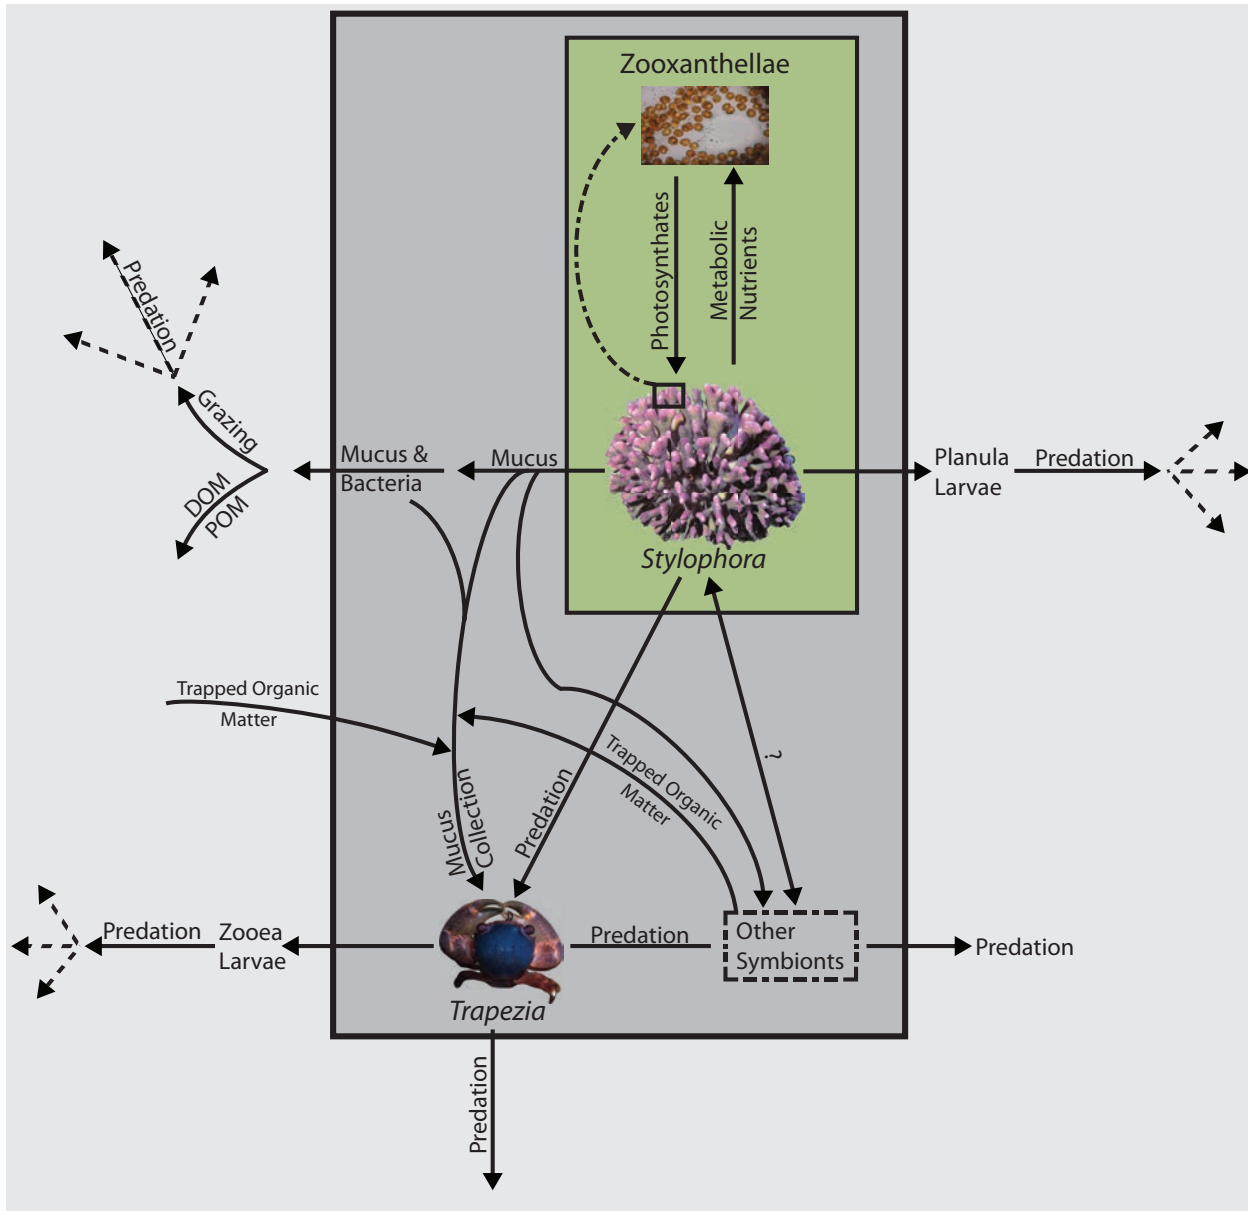 Zooxanthellae
Photosynthates
Metabolic
Nutrients
Predation
Grazing
DOM
POM
Mucus &
Bacteria
Mucus
Planula
Larvae
Predation
Stylophora
Trapped Organic
Matter
?
Trapped Organic
Matter
Mucus
Collection
Predation
Predation
Zooea
Larvae
Predation
Other
Symbionts
Predation
Trapezia
Predation